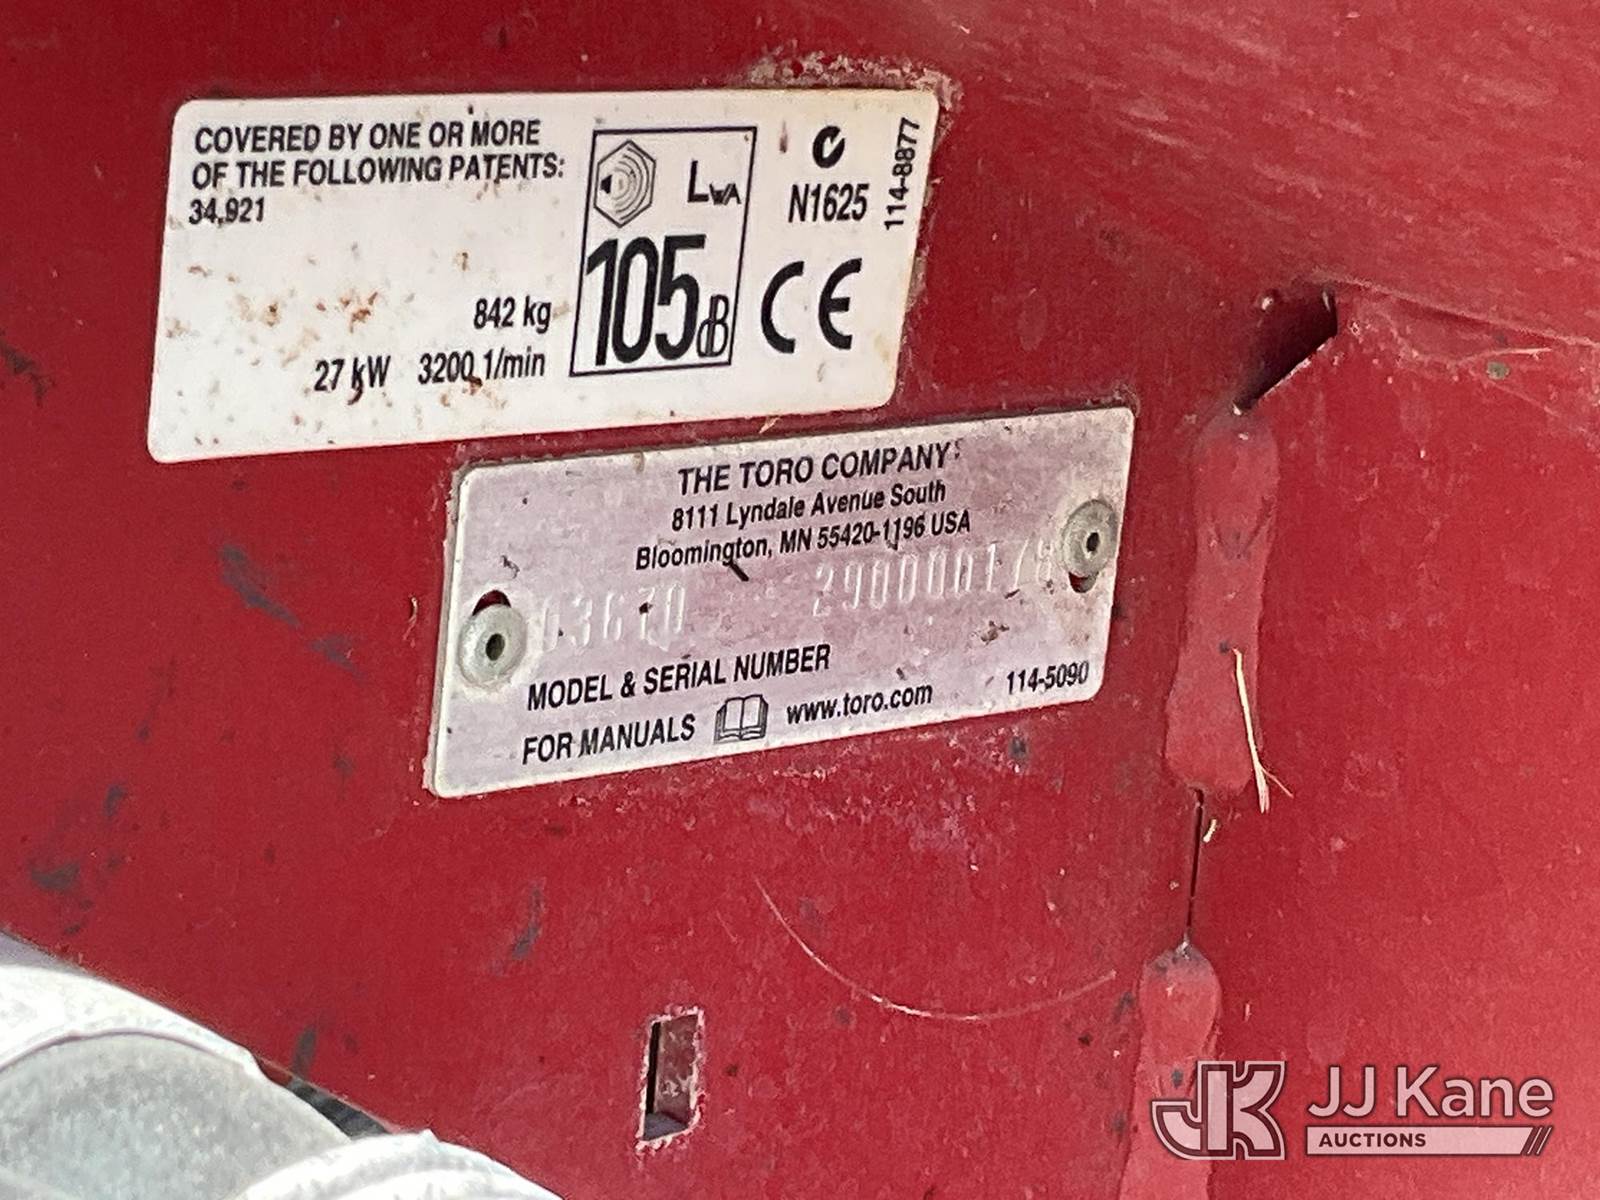 COVERED BY ONE OR MORE
OF THE FOLLOWING PATENTS:
34,921
842 kg
27 kW 3200 1/min
LWA
105dB
N1625
CE
114-8877
THE TORO COMPANY
8111 Lyndale Avenue South
Bloomington, MN 55420-1196 USA
03670
MODEL & SERIAL NUMBER
114-5090
FOR MANUALS www.toro.com
JK JJ Kane
AUCTIONS